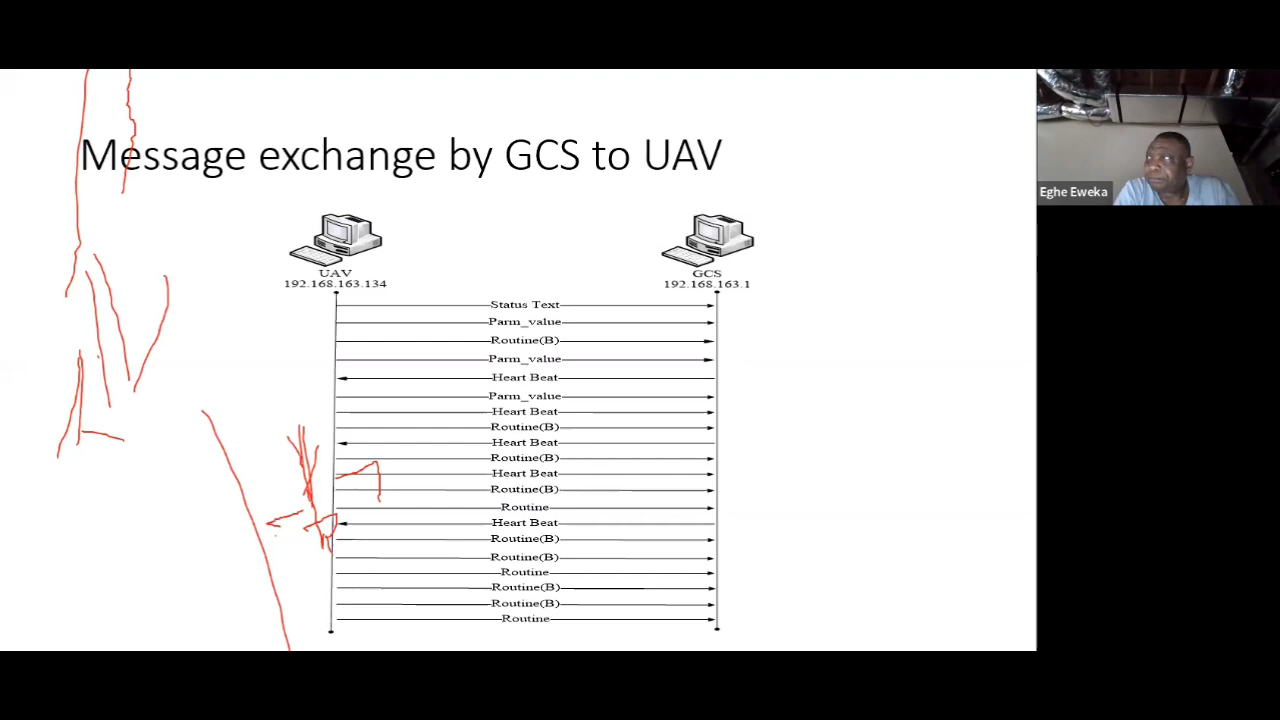 Message exchange by GCS to UAV
Eghe Eweka
UAV
192.168.163.134
GCS
192.168.163.1
Status Text
Parm_value
Routine(B)
Parm_value
Heart Beat
Parm_value
Heart Beat
Routine(B)
Heart Beat
Routine(B)
Heart Beat
Routine(B)
Routine
Heart Beat
Routine(B)
Routine(B)
Routine
Routine(B)
Routine(B)
Routine